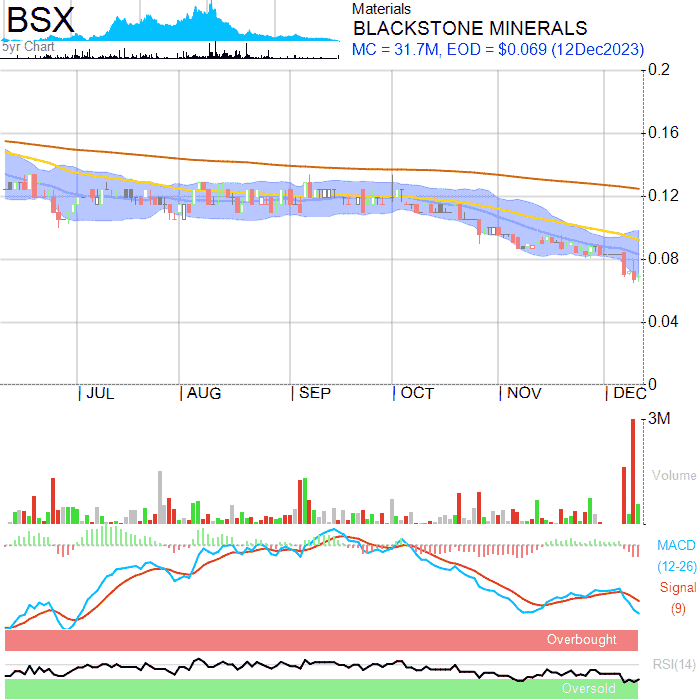 BSX
5yr Chart
Materials
BLACKSTONE MINERALS
MC = 31.7M, EOD = $0.069 (12Dec2023)
0.2
0.16
0.12
0.08
0.04
0
JUL AUG SEP OCT NOV DEC
3M
Volume
MACD
(12-26)
Signal
(9)
Overbought
RSI(14)
Oversold